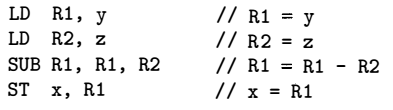 LD R1, y // R1 = y
LD R2, z // R2 = z
SUB R1, R1, R2 // R1 = R1 - R2
ST x, R1 // x = R1